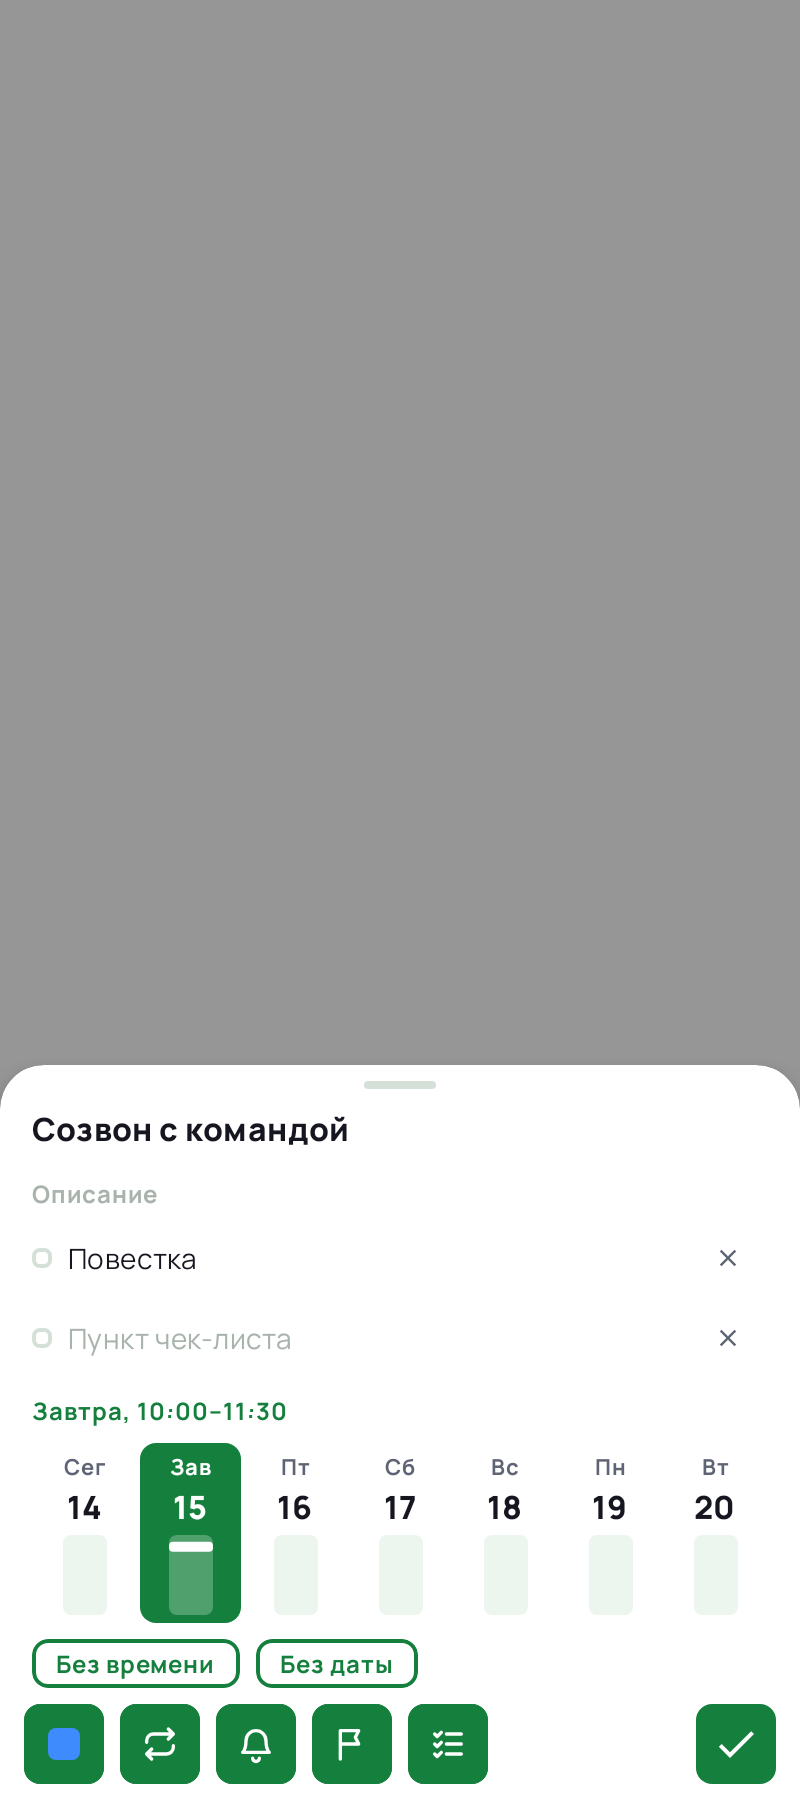 Созвон с командой
Описание
Повестка
Пункт чек-листа
Завтра, 10:00–11:30
Сег Зав Пт Сб Вс Пн Вт
14 15 16 17 18 19 20
Без времени Без даты